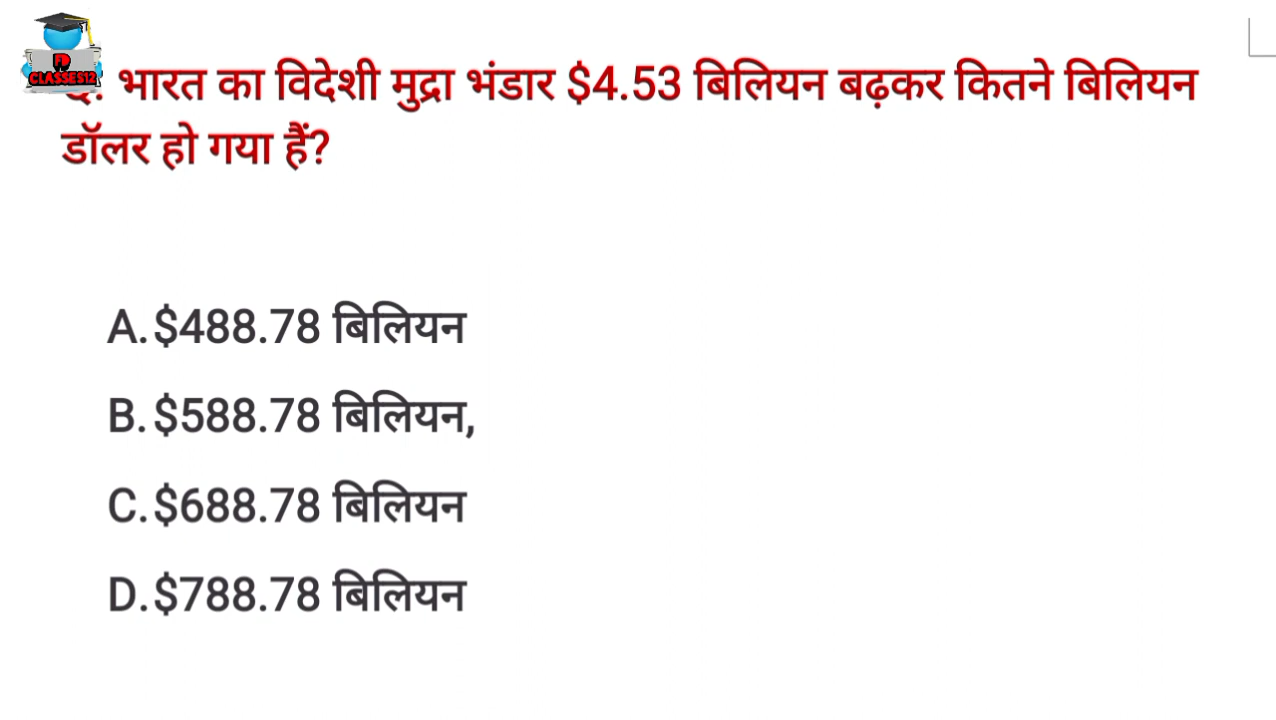 FD
CLASSES12
Q. भारत का विदेशी मुद्रा भंडार $4.53 बिलियन बढ़कर कितने बिलियन
डॉलर हो गया हैं?
A.$488.78 बिलियन
B.$588.78 बिलियन,
C.$688.78 बिलियन
D.$788.78 बिलियन